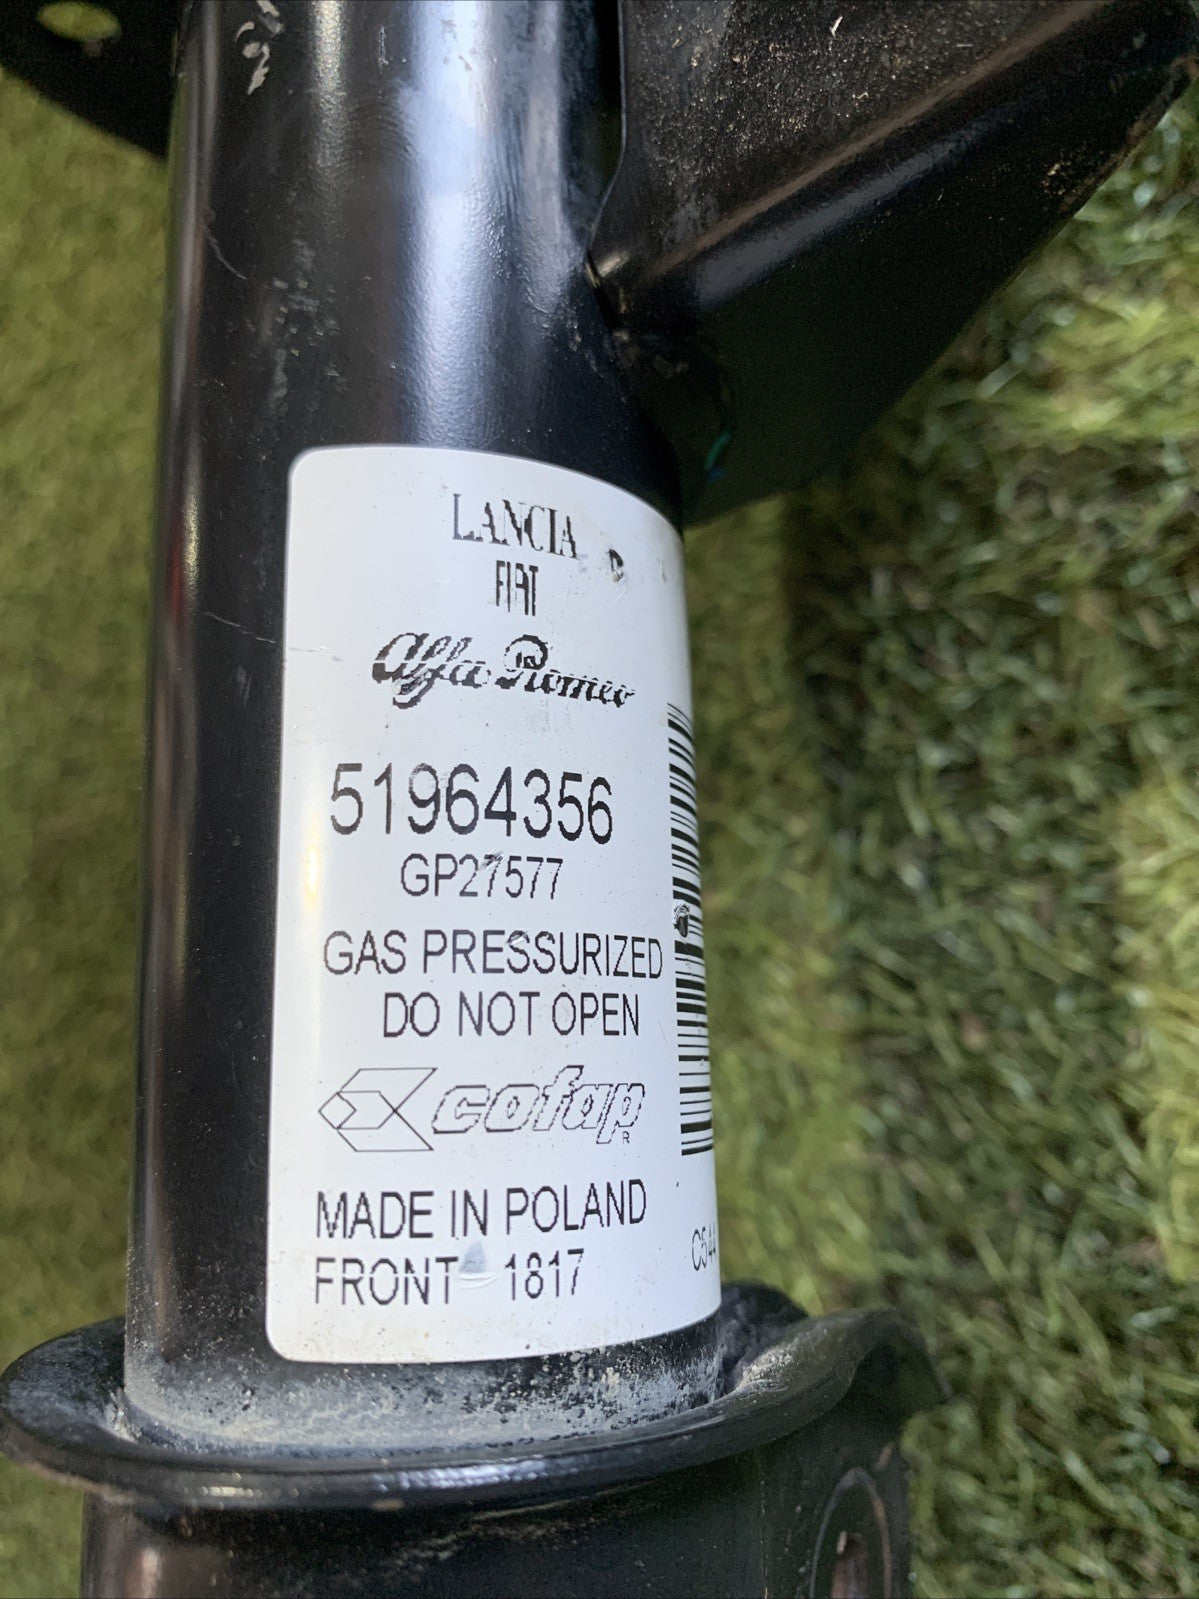 LANCIA
FIAT
Alfa Romeo
51964356
GP27577
GAS PRESSURIZED
DO NOT OPEN
cofap
R
MADE IN POLAND
FRONT 1817